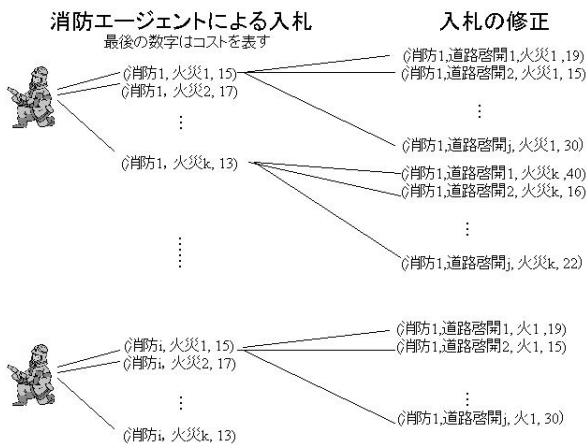 消防エージェントによる入札
最後の数字はコストを表す
入札の修正
(消防1, 火災1, 15)
(消防1, 火災2, 17)
⋮
(消防1, 火災k, 13)
(消防1,道路啓開1,火災1 ,19)
(消防1,道路啓開2, 火災1, 15)
⋮
(消防1,道路啓開j, 火災1, 30)
(消防1,道路啓開1, 火災k ,40)
(消防1,道路啓開2, 火災k, 16)
⋮
(消防1,道路啓開j, 火災k, 22)
⋮
(消防i, 火災1, 15)
(消防i, 火災2, 17)
⋮
(消防i, 火災k, 13)
(消防1,道路啓開1, 火1 ,19)
(消防1,道路啓開2, 火1, 15)
⋮
(消防1,道路啓開j, 火1, 30)